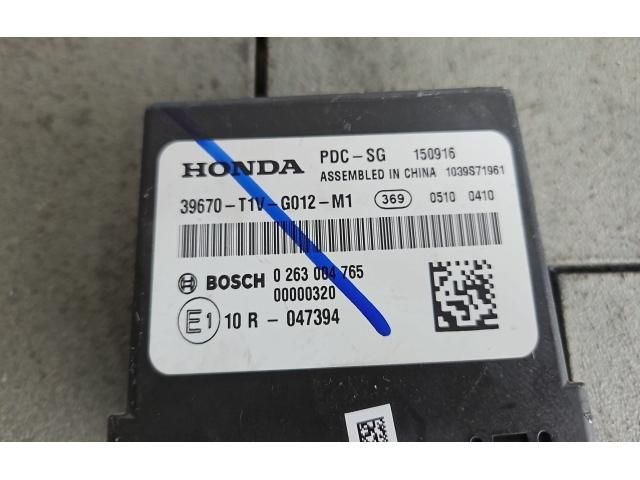 HONDA PDC-SG 150916
ASSEMBLED IN CHINA 1039S71961
39670-T1V-G012-M1 369 0510 0410
BOSCH 0 263 004 765
00000320
E1 10 R - 047394